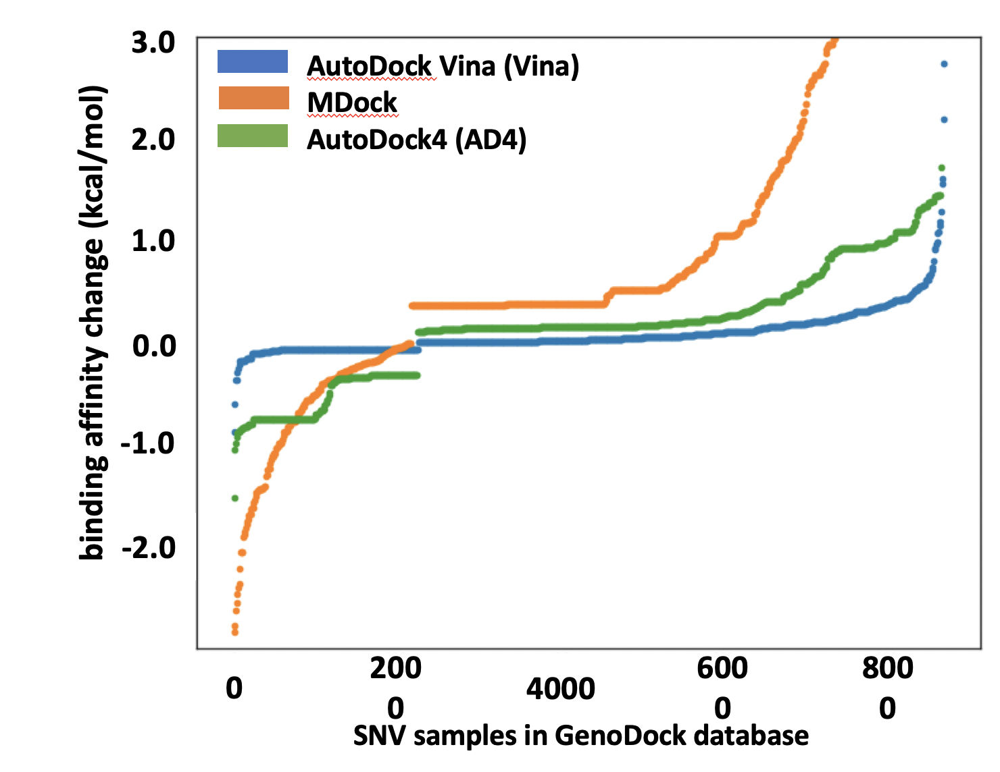 3.0
AutoDock Vina (Vina)
MDock
2.0
AutoDock4 (AD4)
1.0
0.0
-1.0
-2.0
binding affinity change (kcal/mol)
0
200
0
4000
600
0
800
0
SNV samples in GenoDock database